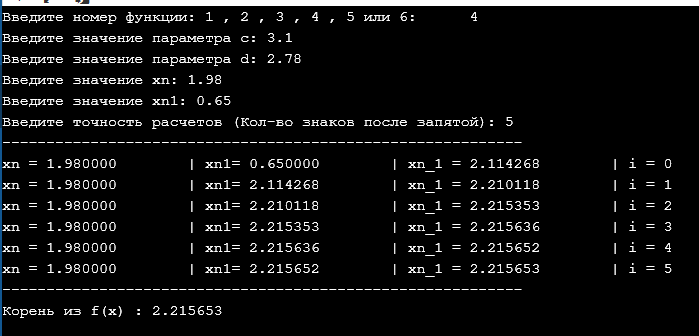 Введите номер функции: 1 , 2 , 3 , 4 , 5 или 6: 4
Введите значение параметра c: 3.1
Введите значение параметра d: 2.78
Введите значение xn: 1.98
Введите значение xn1: 0.65
Введите точность расчетов (Кол-во знаков после запятой): 5
-----------------------------------------------------------------
xn = 1.980000 | xn1= 0.650000 | xn_1 = 2.114268 | i = 0
xn = 1.980000 | xn1= 2.114268 | xn_1 = 2.210118 | i = 1
xn = 1.980000 | xn1= 2.210118 | xn_1 = 2.215353 | i = 2
xn = 1.980000 | xn1= 2.215353 | xn_1 = 2.215636 | i = 3
xn = 1.980000 | xn1= 2.215636 | xn_1 = 2.215652 | i = 4
xn = 1.980000 | xn1= 2.215652 | xn_1 = 2.215653 | i = 5
-----------------------------------------------------------------
Корень из f(x) : 2.215653